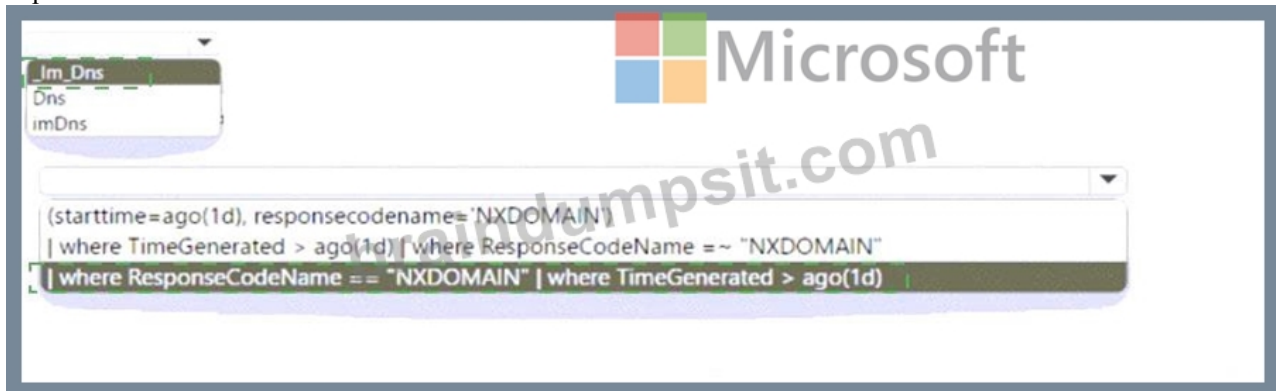 Microsoft
_Im_Dns
Dns
imDns
braindumpsit.com
(starttime=ago(1d), responsecodename='NXDOMAIN')
| where TimeGenerated > ago(1d) | where ResponseCodeName =~ "NXDOMAIN"
| where ResponseCodeName == "NXDOMAIN" | where TimeGenerated > ago(1d)